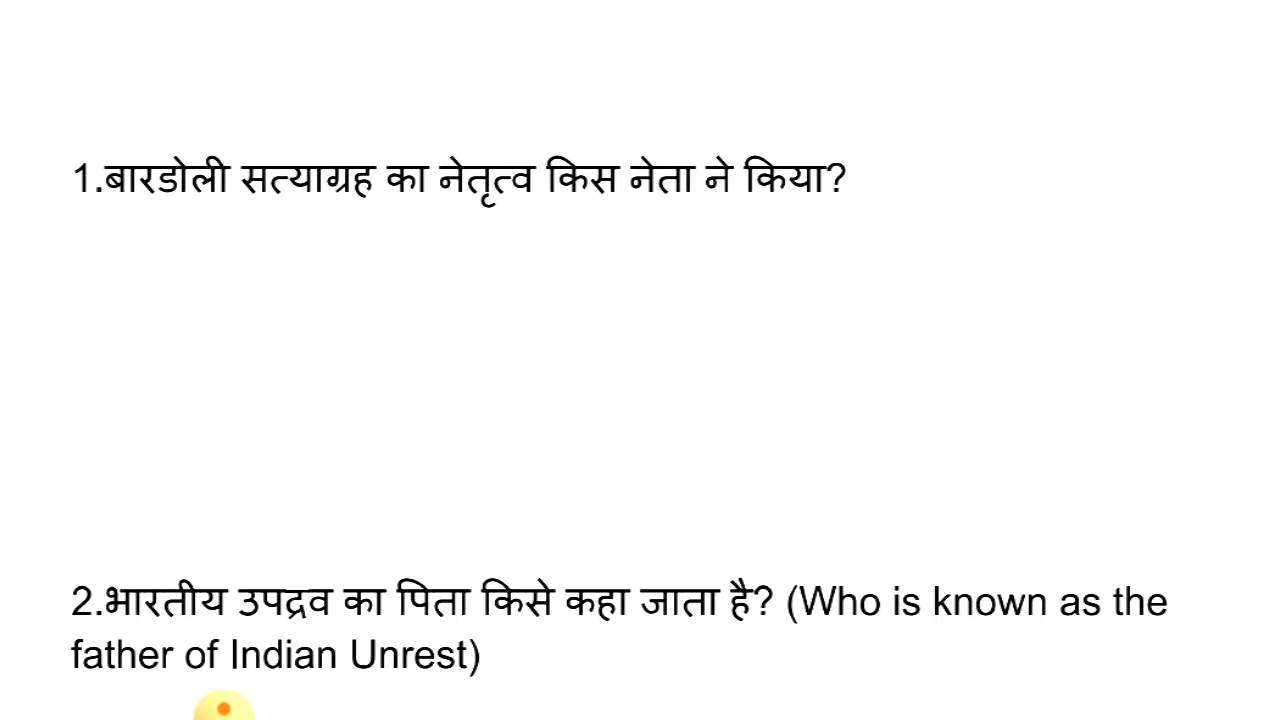 1.बारडोली सत्याग्रह का नेतृत्व किस नेता ने किया?
2.भारतीय उपद्रव का पिता किसे कहा जाता है? (Who is known as the
father of Indian Unrest)